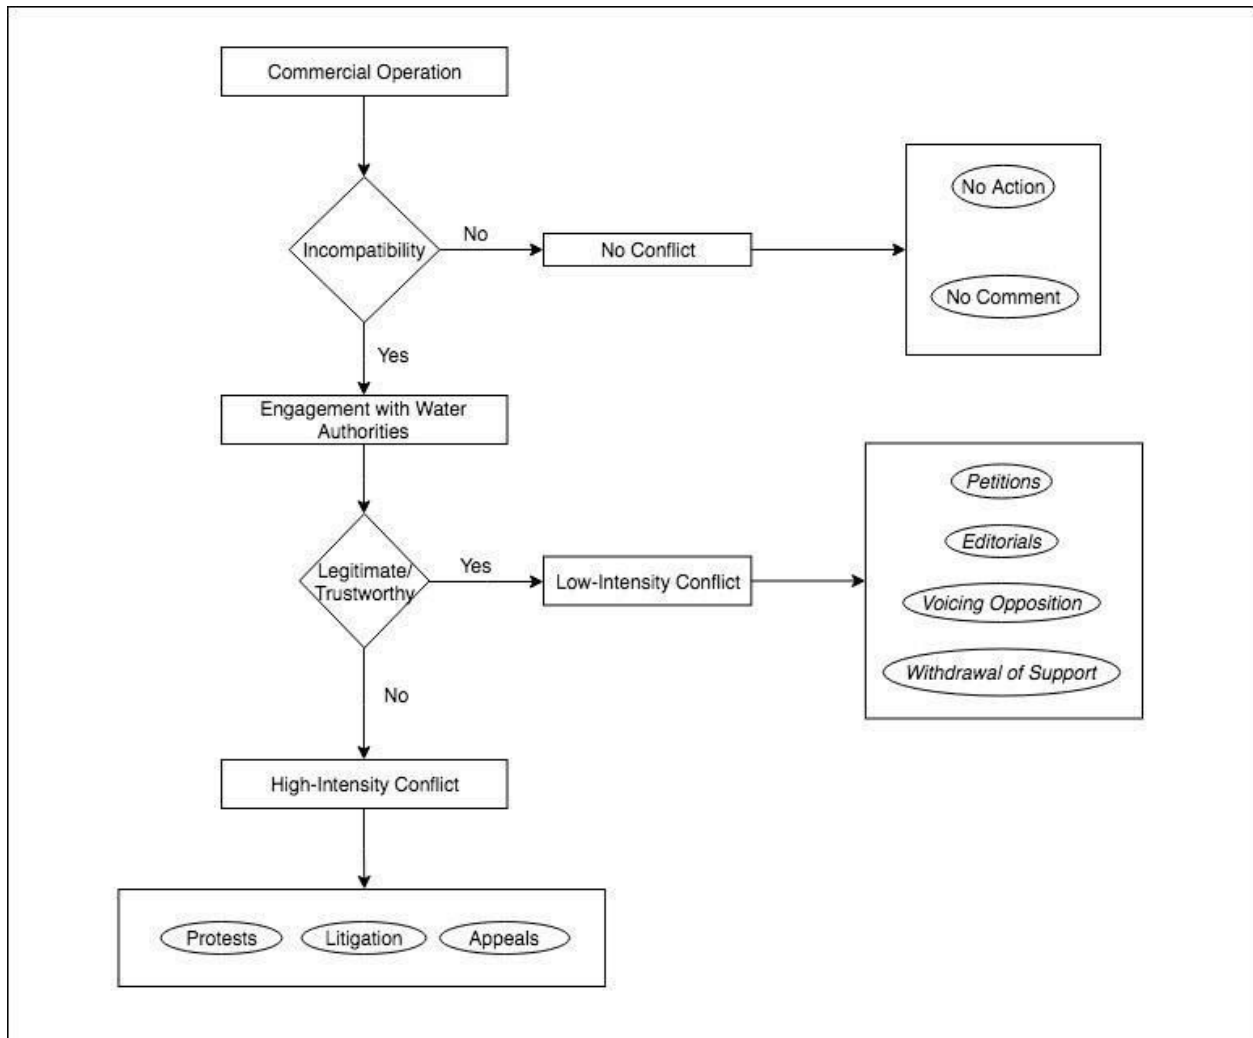 Commercial Operation
Incompatibility
No
No Conflict
No Action
No Comment
Yes
Engagement with Water
Authorities
Legitimate/
Trustworthy
Yes
Low-Intensity Conflict
Petitions
Editorials
Voicing Opposition
Withdrawal of Support
No
High-Intensity Conflict
Protests
Litigation
Appeals